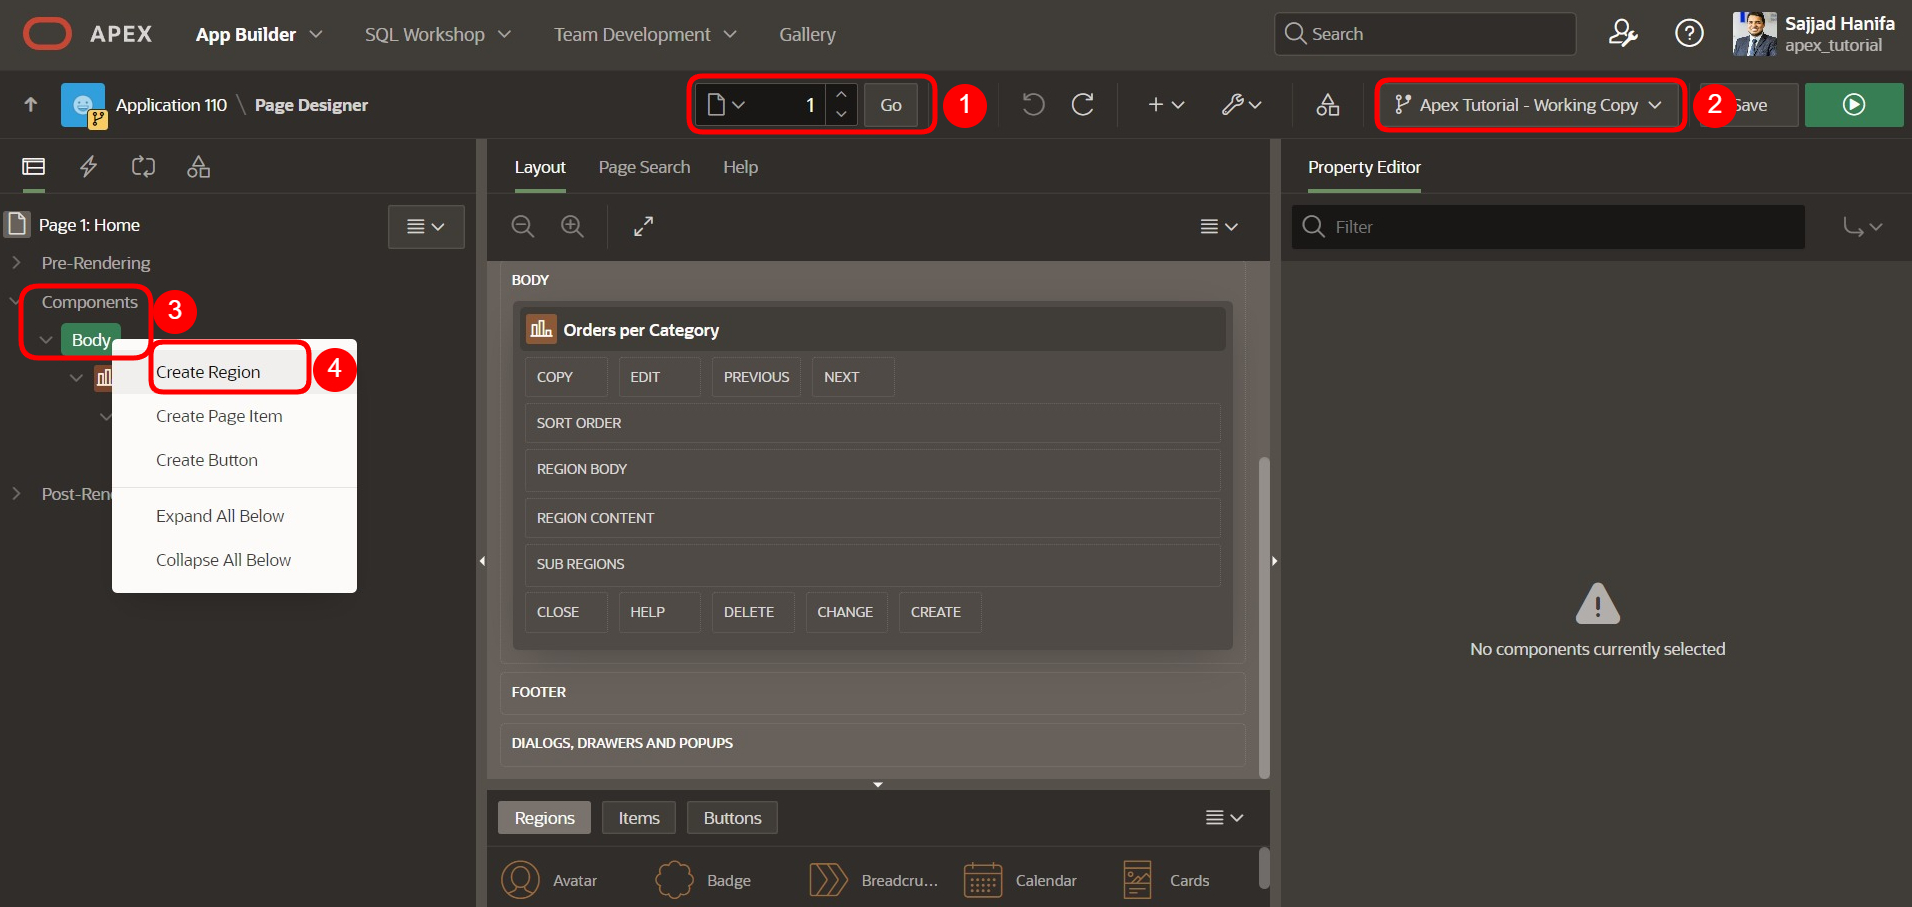 APEX App Builder SQL Workshop Team Development Gallery Search Sajjad Hanifa
apex_tutorial
Application 110 \ Page Designer 1 Go 1 Apex Tutorial - Working Copy 2 Save
Layout Page Search Help Property Editor
Page 1: Home
Filter
Pre-Rendering
Components 3
Body
Create Region 4
Create Page Item
Create Button
Post-Ren
Expand All Below
Collapse All Below
BODY
Orders per Category
COPY EDIT PREVIOUS NEXT
SORT ORDER
REGION BODY
REGION CONTENT
SUB REGIONS
CLOSE HELP DELETE CHANGE CREATE
FOOTER
DIALOGS, DRAWERS AND POPUPS
Regions Items Buttons
Avatar Badge Breadcru... Calendar Cards
No components currently selected